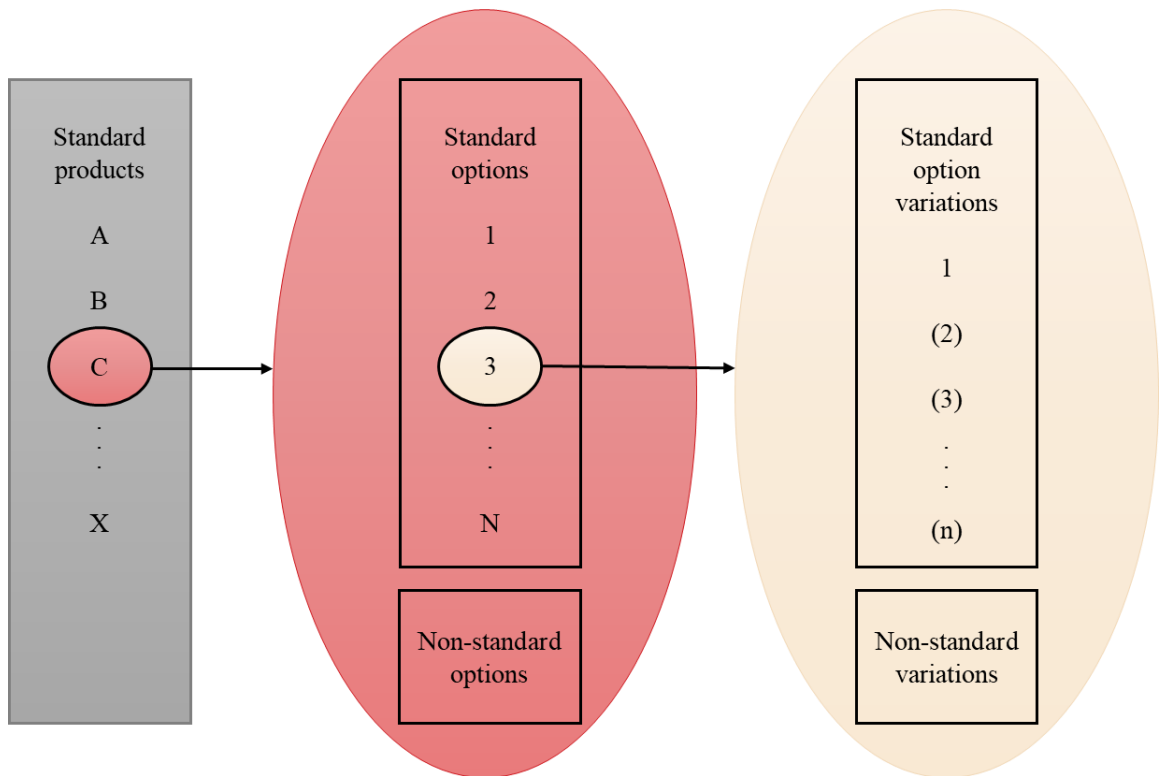 Standard
products
A
B
C
.
.
.
X
Standard
options
1
2
3
.
.
.
N
Non-standard
options
Standard
option
variations
1
(2)
(3)
.
.
.
(n)
Non-standard
variations